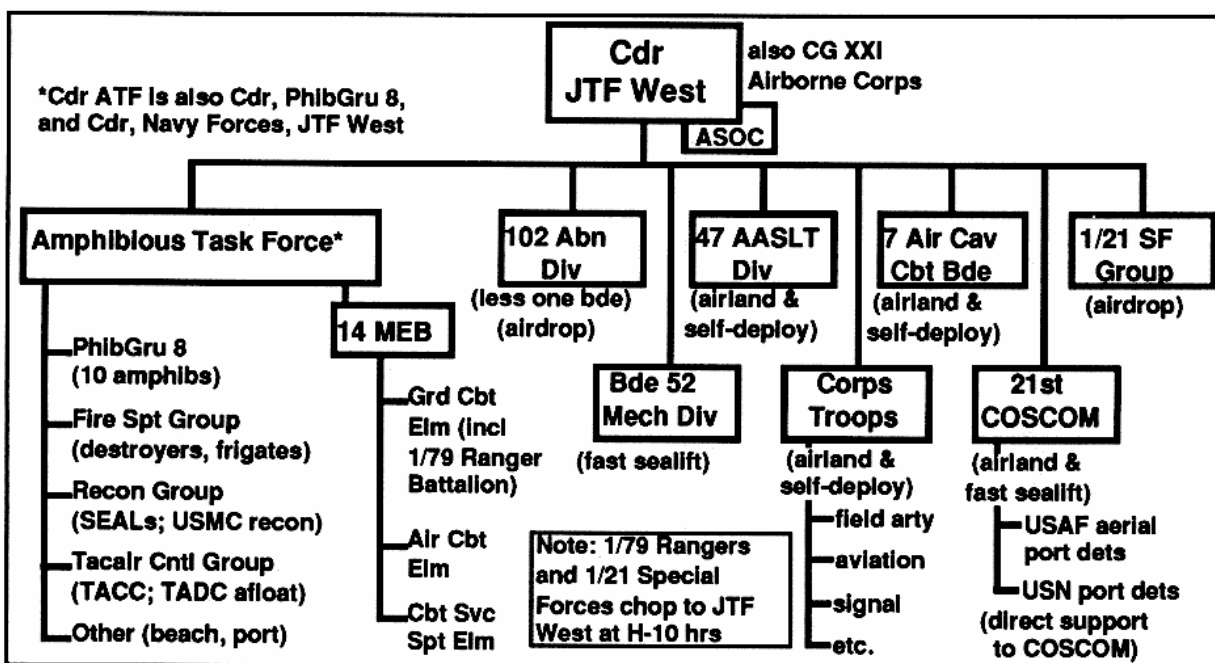 Cdr
JTF West
also CG XXI
Airborne Corps
*Cdr ATF is also Cdr, PhibGru 8,
and Cdr, Navy Forces, JTF West
ASOC
Amphibious Task Force*
102 Abn
Div
(less one bde)
(airdrop)
47 AASLT
Div
(airland &
self-deploy)
7 Air Cav
Cbt Bde
(airland &
self-deploy)
1/21 SF
Group
(airdrop)
14 MEB
PhibGru 8
(10 amphibs)
Fire Spt Group
(destroyers, frigates)
Recon Group
(SEALs; USMC recon)
Tacair Cntl Group
(TACC; TADC afloat)
Other (beach, port)
Grd Cbt
Elm (incl
1/79 Ranger
Battalion)
Air Cbt
Elm
Cbt Svc
Spt Elm
Bde 52
Mech Div
(fast sealift)
Corps
Troops
(airland &
self-deploy)
field arty
aviation
signal
etc.
21st
COSCOM
(airland &
fast sealift)
USAF aerial
port dets
USN port dets
(direct support
to COSCOM)
Note: 1/79 Rangers
and 1/21 Special
Forces chop to JTF
West at H-10 hrs